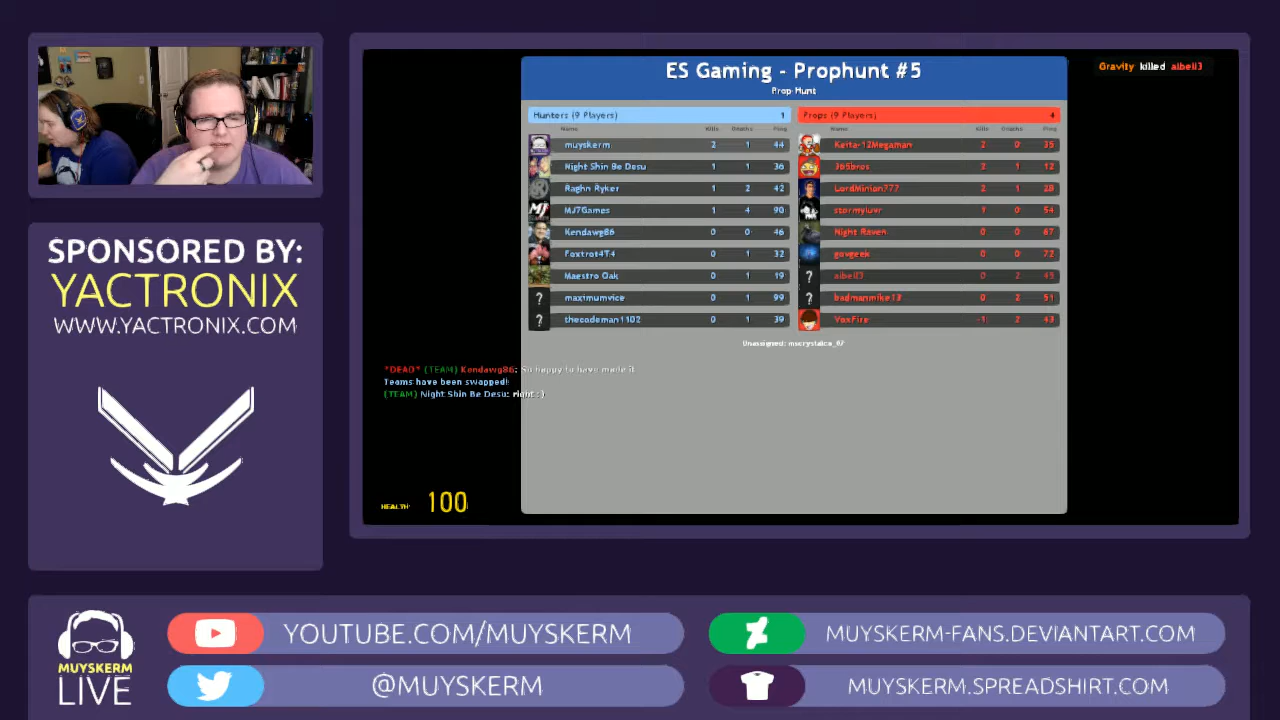 ES Gaming - Prophunt #5
Prop Hunt
Gravity killed albell3
Hunters (9 Players) 1
Name Kills Deaths Ping
muyskerm 2 1 44
Night Shin Be Desu 1 1 36
Raghn Ryker 1 2 42
MJ7Games 1 4 90
Kendawg86 0 0 46
Foxtrot4T4 0 1 32
Maestro Oak 0 1 19
maximumvice 0 1 99
thecodeman1102 0 1 39
Props (9 Players) 4
Name Kills Deaths Ping
Keita-12Megaman 2 0 35
365bros 2 1 12
LordMinion777 2 1 28
stormyluvr 1 0 54
Night Raven 0 0 67
govgeek 0 0 72
albell3 0 2 43
badmanmike13 0 2 51
VoxFire -1 2 43
Unassigned: mscrystalica_07
*DEAD* (TEAM) Kendawg86: So happy to have made it
Teams have been swapped!
(TEAM) Night Shin Be Desu: right :)
HEALTH 100
SPONSORED BY:
YACTRONIX
WWW.YACTRONIX.COM
MUYSKERM
LIVE
YOUTUBE.COM/MUYSKERM
@MUYSKERM
MUYSKERM-FANS.DEVIANTART.COM
MUYSKERM.SPREADSHIRT.COM